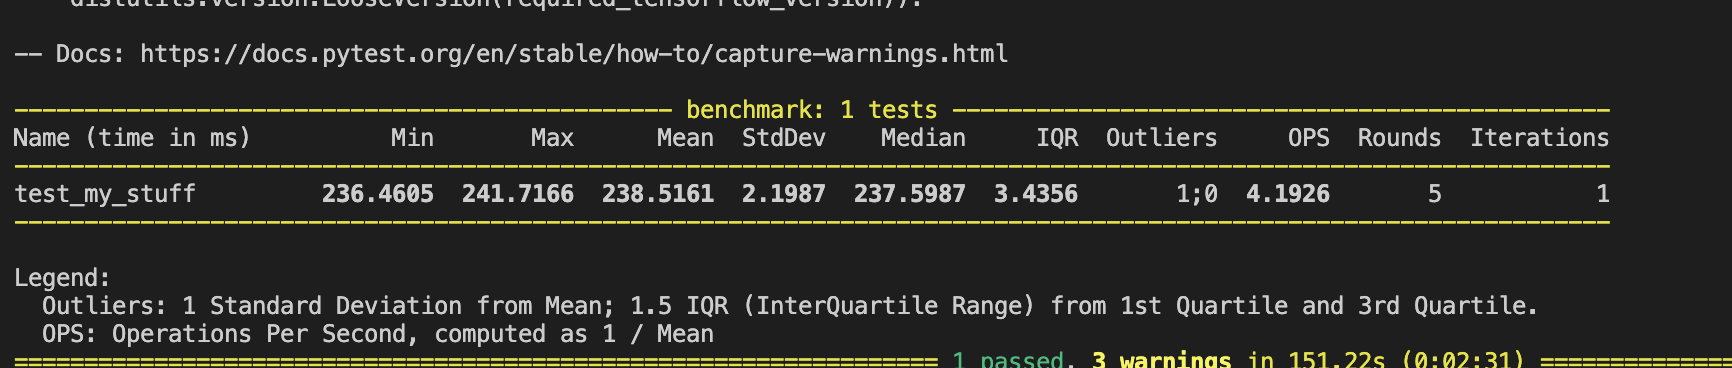 distutils.version.LooseVersion(required_tensorflow_version)):
-- Docs: https://docs.pytest.org/en/stable/how-to/capture-warnings.html
----------------------------------------------- benchmark: 1 tests -----------------------------------------------
Name (time in ms) Min Max Mean StdDev Median IQR Outliers OPS Rounds Iterations
------------------------------------------------------------------------------------------------------------------
test_my_stuff 236.4605 241.7166 238.5161 2.1987 237.5987 3.4356 1;0 4.1926 5 1
------------------------------------------------------------------------------------------------------------------
Legend:
Outliers: 1 Standard Deviation from Mean; 1.5 IQR (InterQuartile Range) from 1st Quartile and 3rd Quartile.
OPS: Operations Per Second, computed as 1 / Mean
================================================================== 1 passed, 3 warnings in 151.22s (0:02:31) ==============